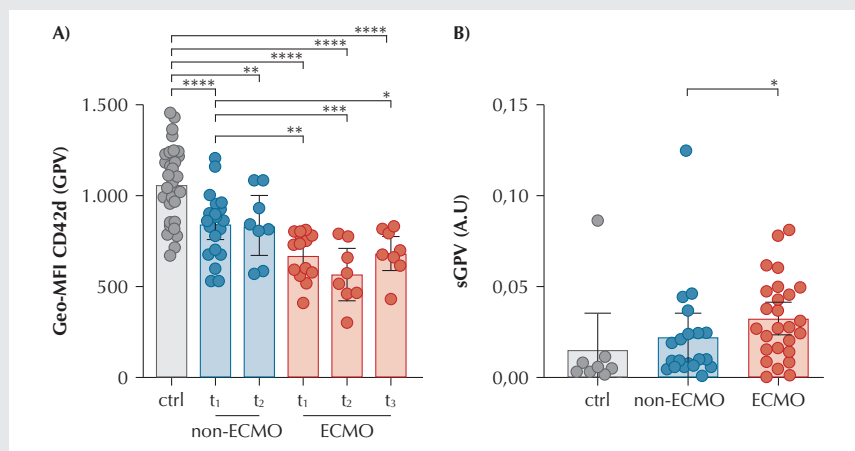 A)
****
****
****
**
****
*
***
**
Geo-MFI CD42d (GPV)
1.500
1.000
500
0
ctrl t₁ t₂ t₁ t₂ t₃
non-ECMO ECMO
B)
*
sGPV (A.U)
0,15
0,10
0,05
0,00
ctrl non-ECMO ECMO